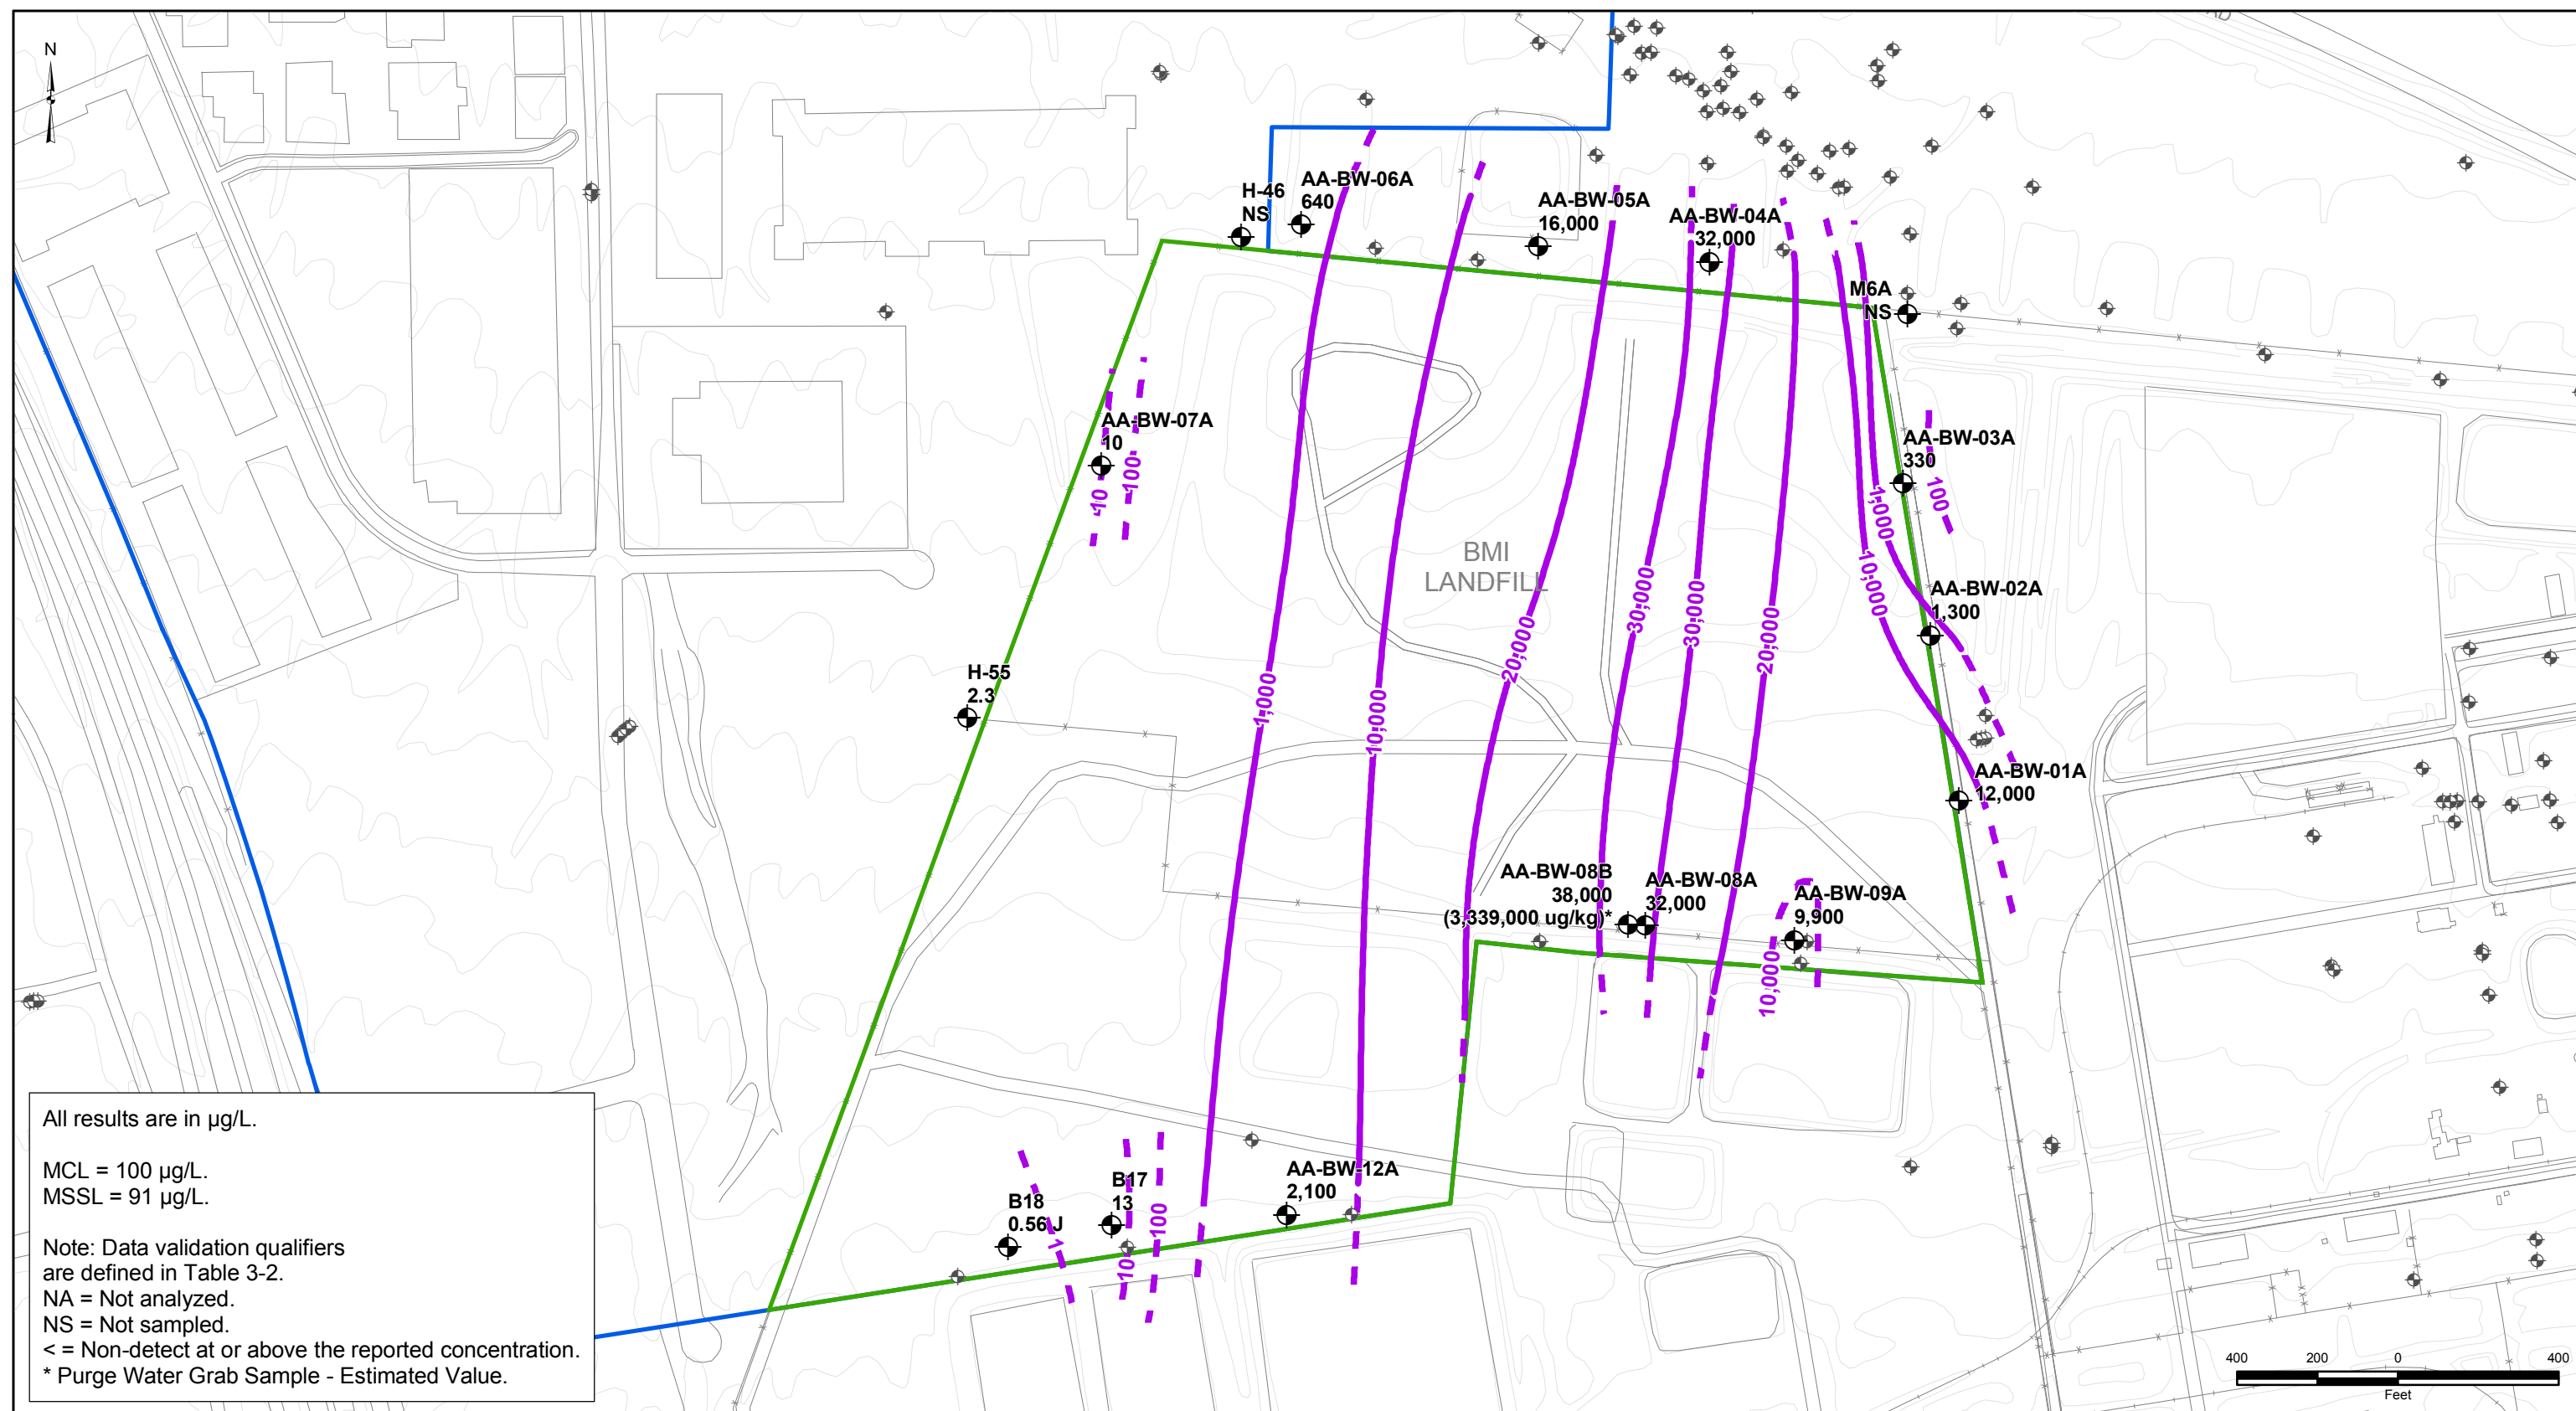 N
H-46
NS
AA-BW-06A
640
AA-BW-05A
16,000
AA-BW-04A
32,000
M6A
NS
AA-BW-07A
10
10
100
AA-BW-03A
330
100
1,000
10,000
BMI
LANDFILL
AA-BW-02A
1,300
30,000
30,000
20,000
20,000
H-55
2.3
1,000
10,000
AA-BW-01A
12,000
AA-BW-08B
38,000
(3,339,000 ug/kg)*
AA-BW-08A
32,000
AA-BW-09A
9,900
10,000
AA-BW-12A
2,100
B17
13
B18
0.56 J
1
10
100
All results are in µg/L.
MCL = 100 µg/L.
MSSL = 91 µg/L.
Note: Data validation qualifiers
are defined in Table 3-2.
NA = Not analyzed.
NS = Not sampled.
< = Non-detect at or above the reported concentration.
* Purge Water Grab Sample - Estimated Value.
400 200 0 400
Feet